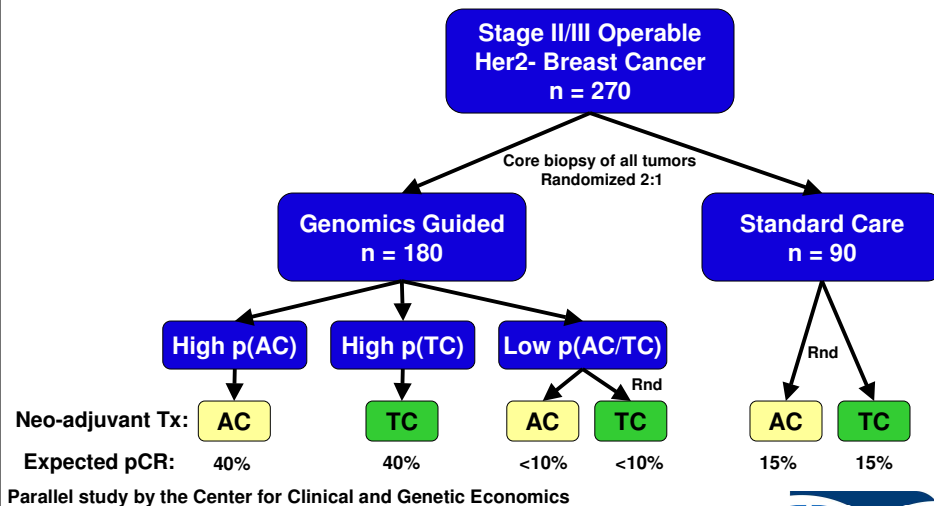 Stage II/III Operable
Her2- Breast Cancer
n = 270
Core biopsy of all tumors
Randomized 2:1
Genomics Guided
n = 180
Standard Care
n = 90
High p(AC)
High p(TC)
Low p(AC/TC)
Rnd
Rnd
Neo-adjuvant Tx:
AC
TC
AC
TC
AC
TC
Expected pCR:
40%
40%
<10%
<10%
15%
15%
Parallel study by the Center for Clinical and Genetic Economics